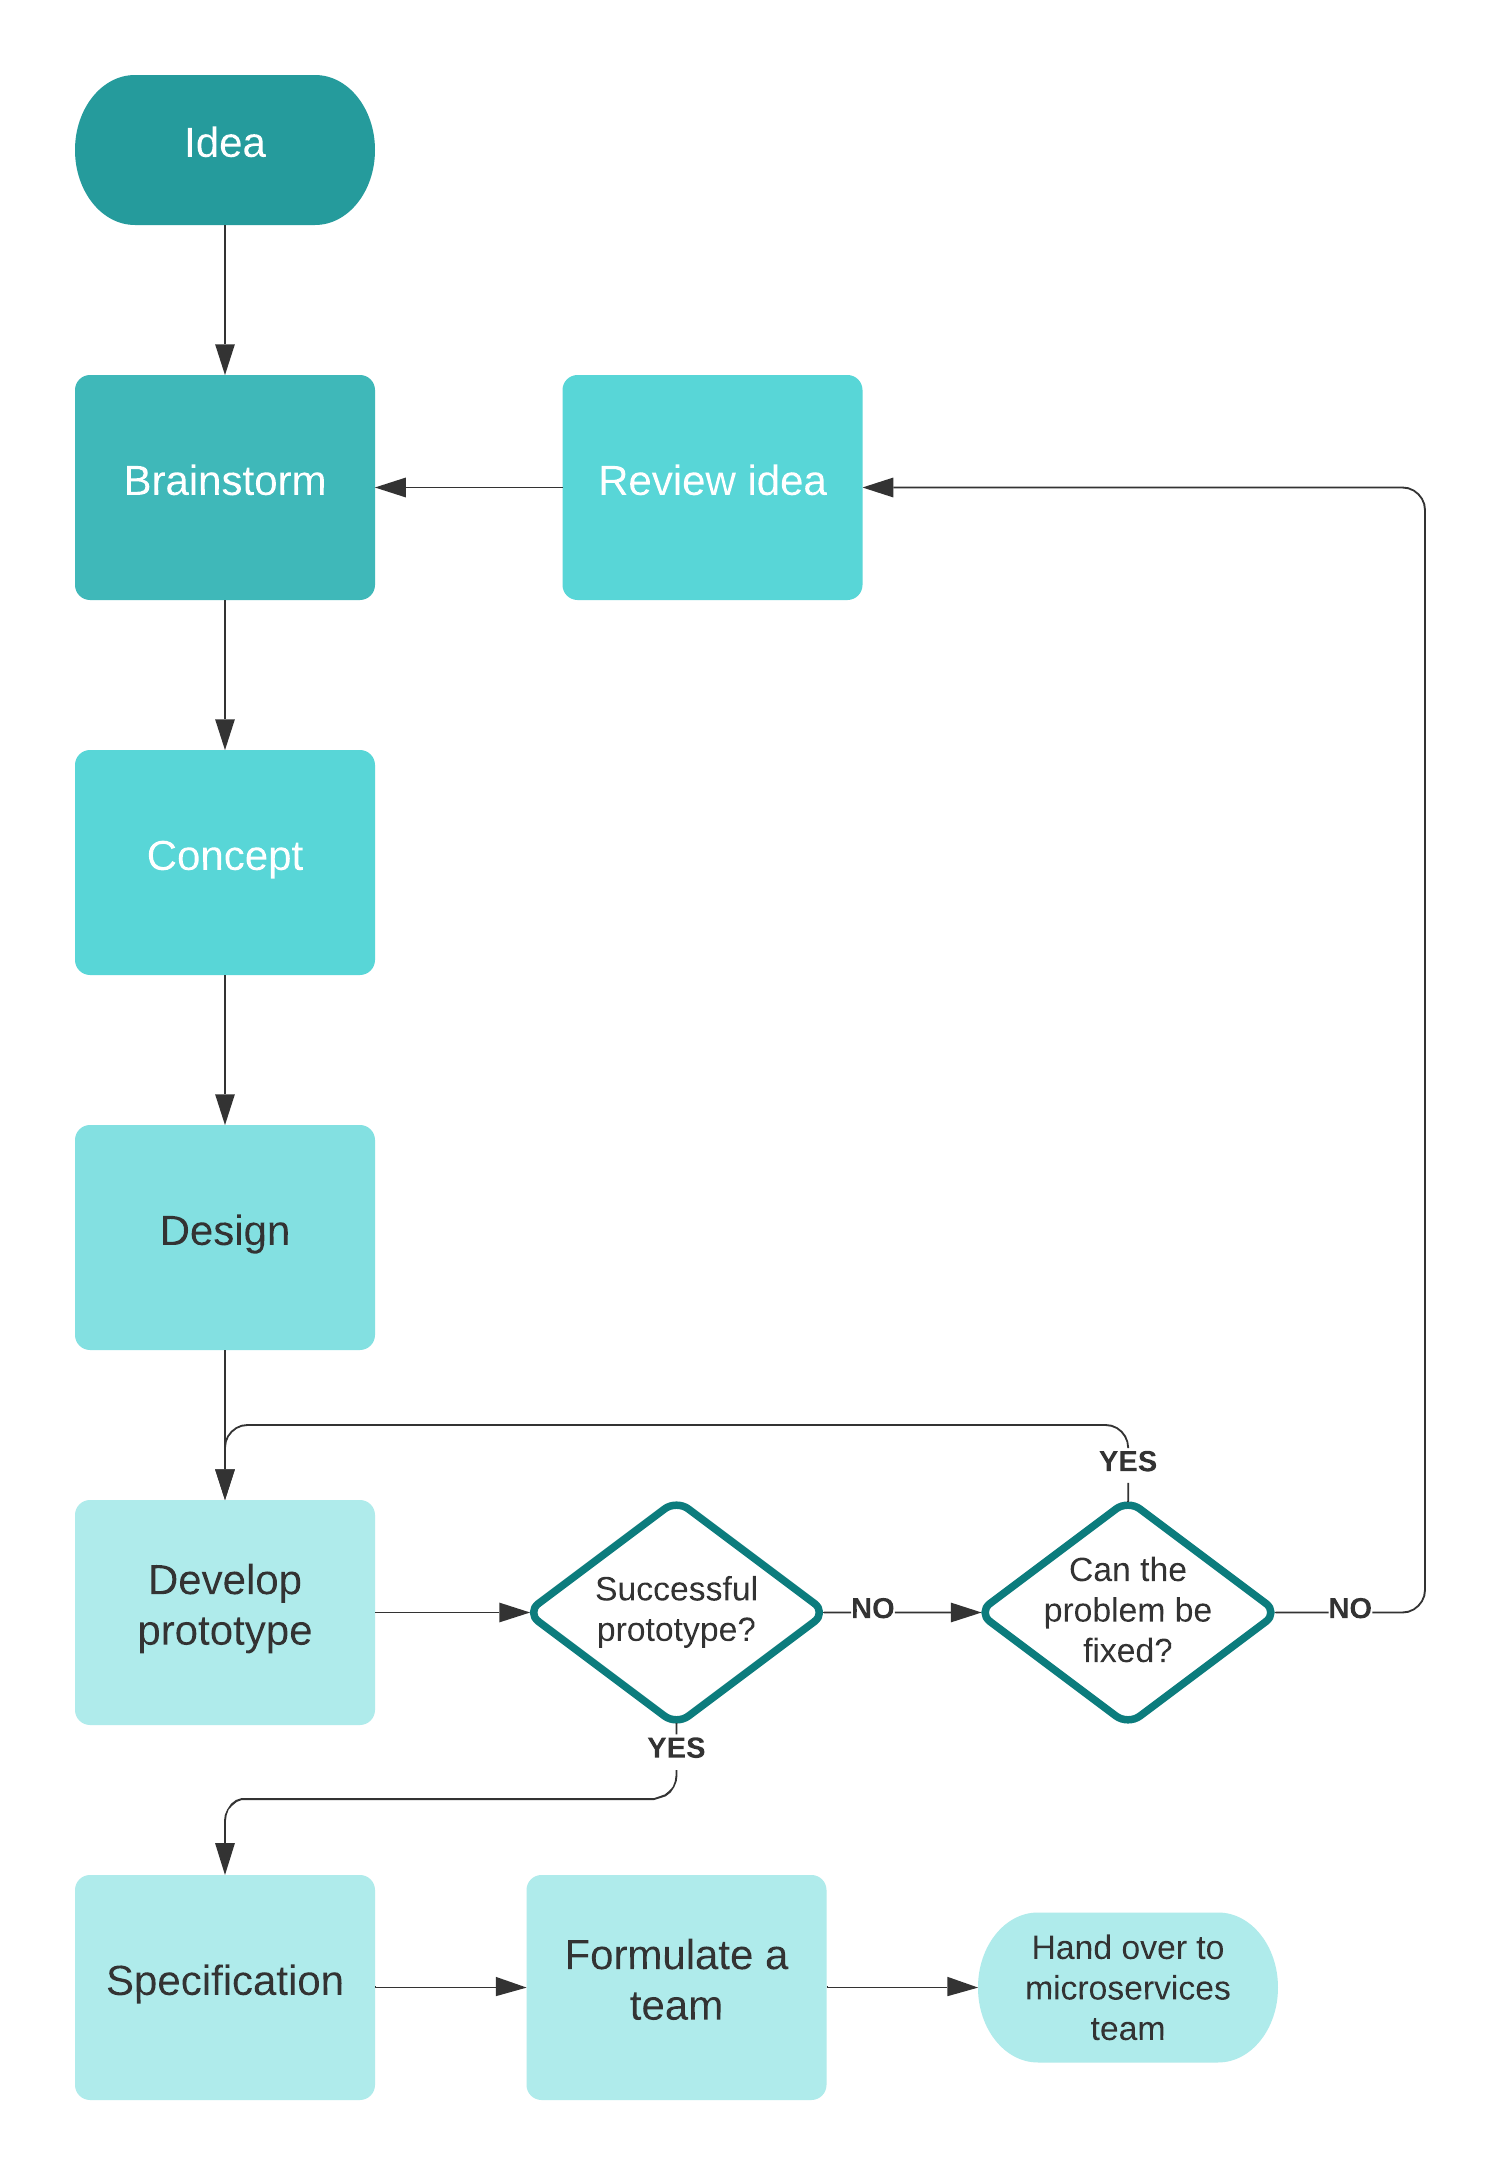 Idea
Brainstorm
Review idea
Concept
Design
YES
Develop
prototype
Successful
prototype?
NO
Can the
problem be
fixed?
NO
YES
Specification
Formulate a
team
Hand over to
microservices
team